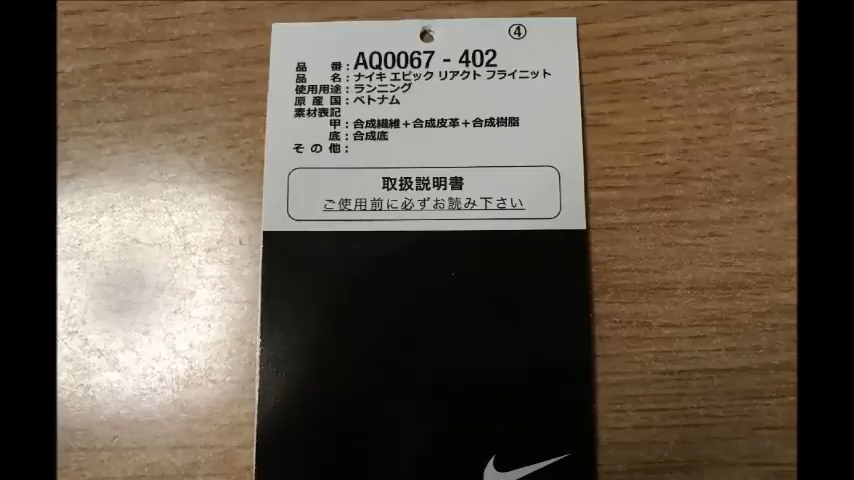 ④
品 番 : AQ0067 - 402
品 名 : ナイキ エピック リアクト フライニット
使用用途 : ランニング
原 産 国 : ベトナム
素材表記
甲 : 合成繊維+合成皮革+合成樹脂
底 : 合成底
そ の 他 :
取扱説明書
ご使用前に必ずお読み下さい